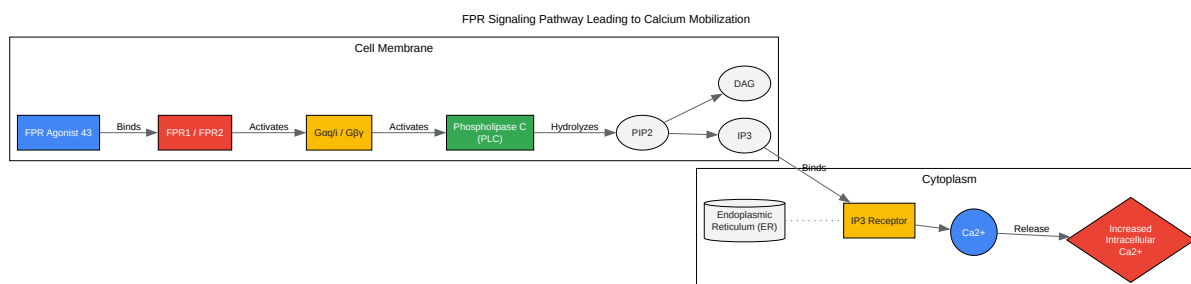 FPR Signaling Pathway Leading to Calcium Mobilization
Cell Membrane
FPR Agonist 43
Binds
FPR1 / FPR2
Activates
Gαq/i / Gβγ
Activates
Phospholipase C
(PLC)
Hydrolyzes
PIP2
DAG
IP3
Binds
Cytoplasm
Endoplasmic
Reticulum (ER)
IP3 Receptor
Ca2+
Release
Increased
Intracellular
Ca2+